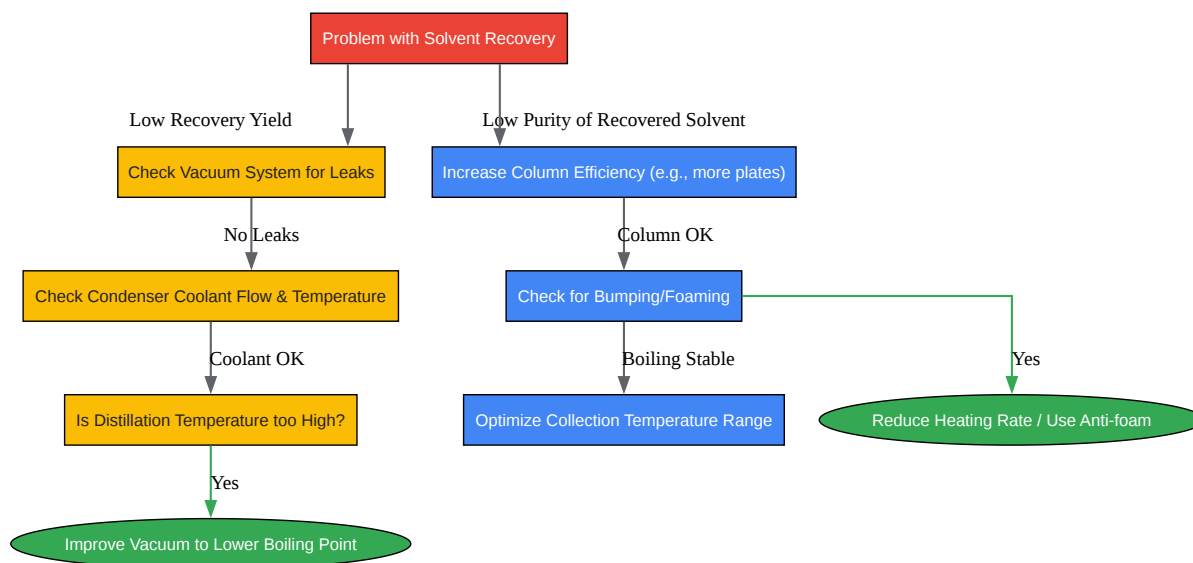 Problem with Solvent Recovery
Low Recovery Yield
Low Purity of Recovered Solvent
Check Vacuum System for Leaks
Increase Column Efficiency (e.g., more plates)
No Leaks
Column OK
Check Condenser Coolant Flow & Temperature
Check for Bumping/Foaming
Coolant OK
Boiling Stable
Yes
Is Distillation Temperature too High?
Optimize Collection Temperature Range
Reduce Heating Rate / Use Anti-foam
Yes
Improve Vacuum to Lower Boiling Point